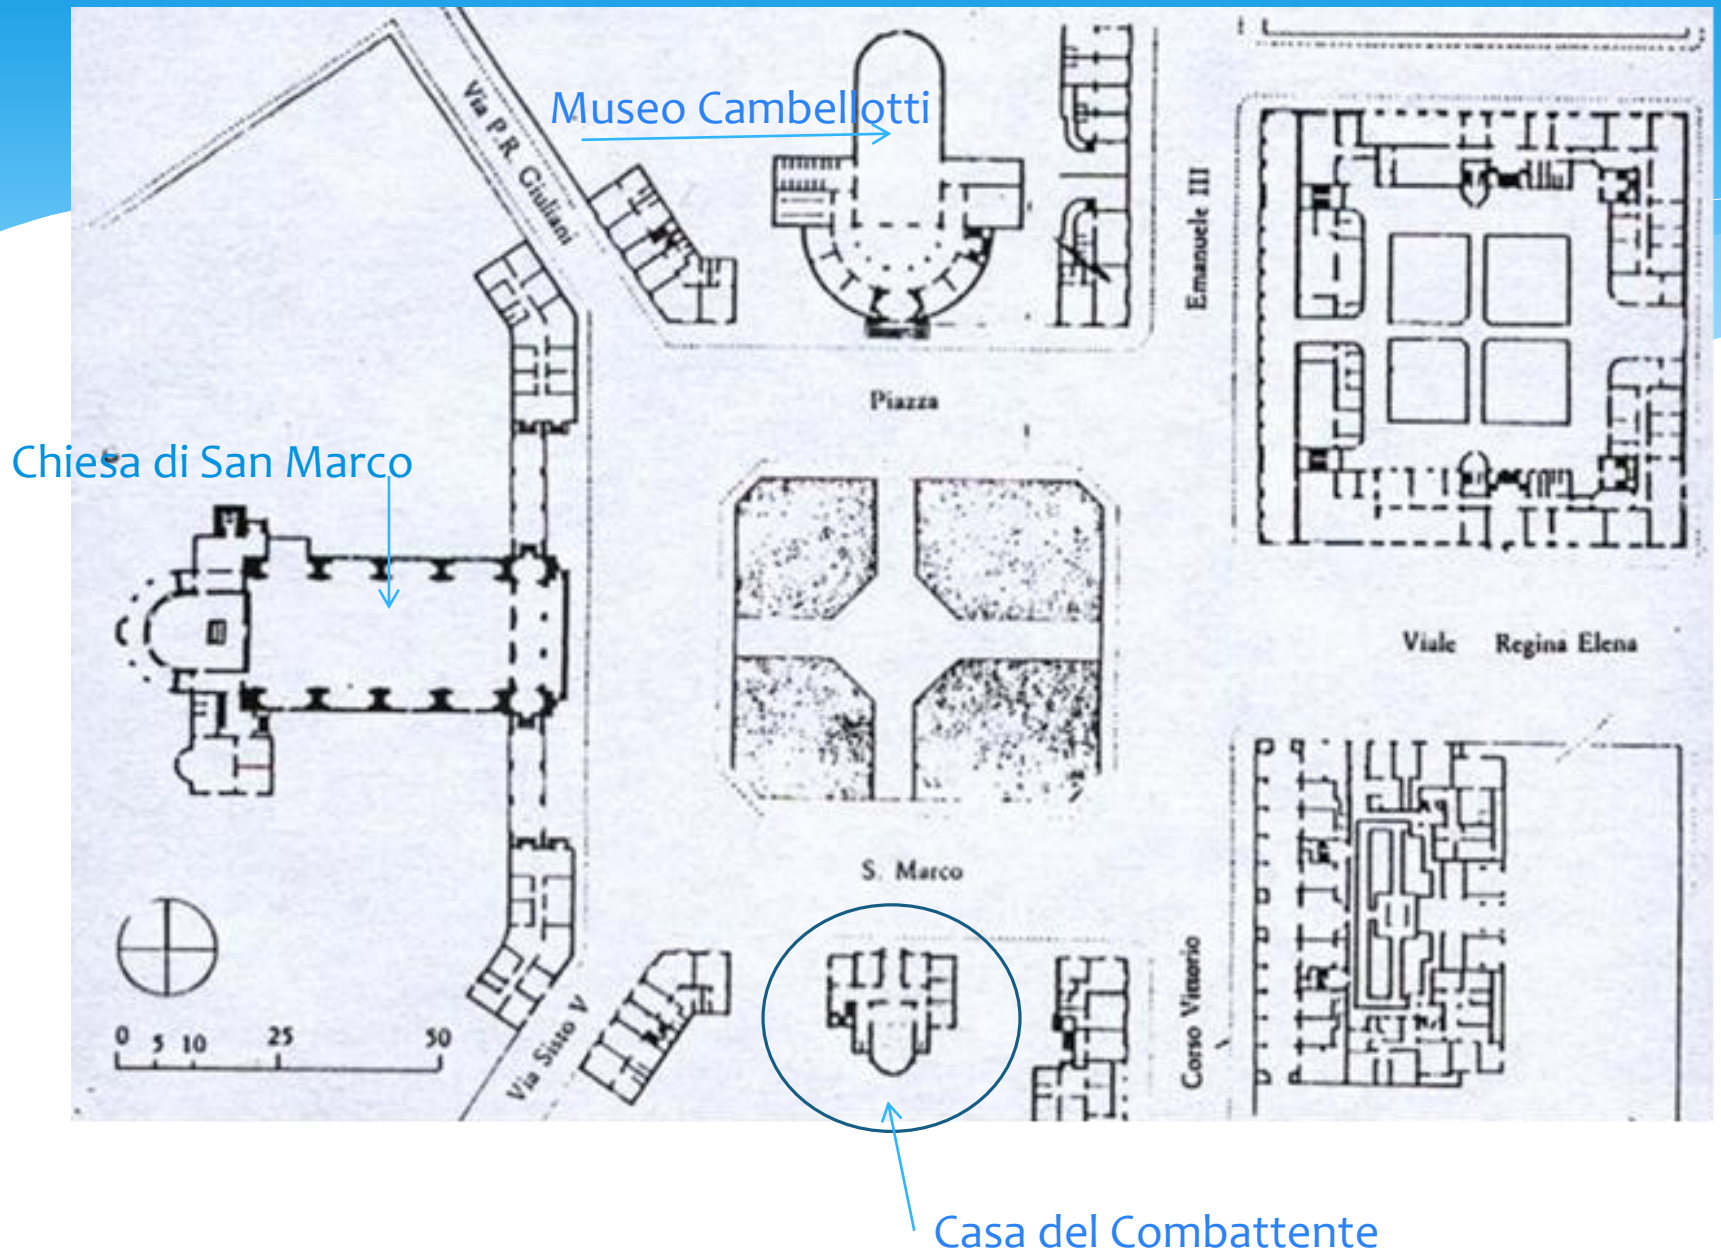 Museo Cambellotti
Via P.R. Giuliani
Emanuele III
Piazza
Chiesa di San Marco
Viale Regina Elena
S. Marco
Corso Vittorio
Via Sisto V
0 5 10 25 50
Casa del Combattente